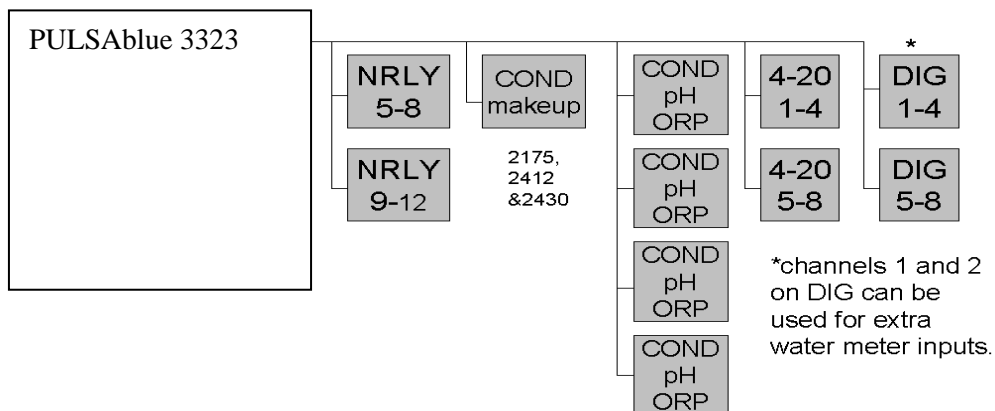 PULSAblue 3323
NRLY
5-8
NRLY
9-12
COND
makeup
2175,
2412
&2430
COND
pH
ORP
COND
pH
ORP
COND
pH
ORP
COND
pH
ORP
4-20
1-4
4-20
5-8
*
DIG
1-4
DIG
5-8
*channels 1 and 2
on DIG can be
used for extra
water meter inputs.